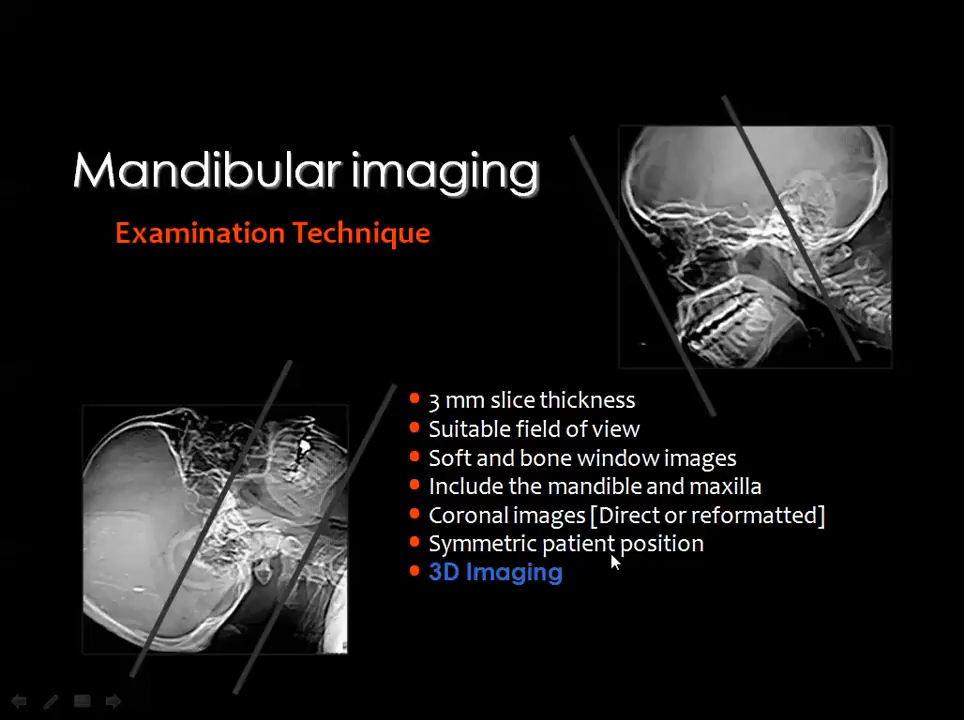 Mandibular imaging
Examination Technique
3 mm slice thickness
Suitable field of view
Soft and bone window images
Include the mandible and maxilla
Coronal images [Direct or reformatted]
Symmetric patient position
3D Imaging